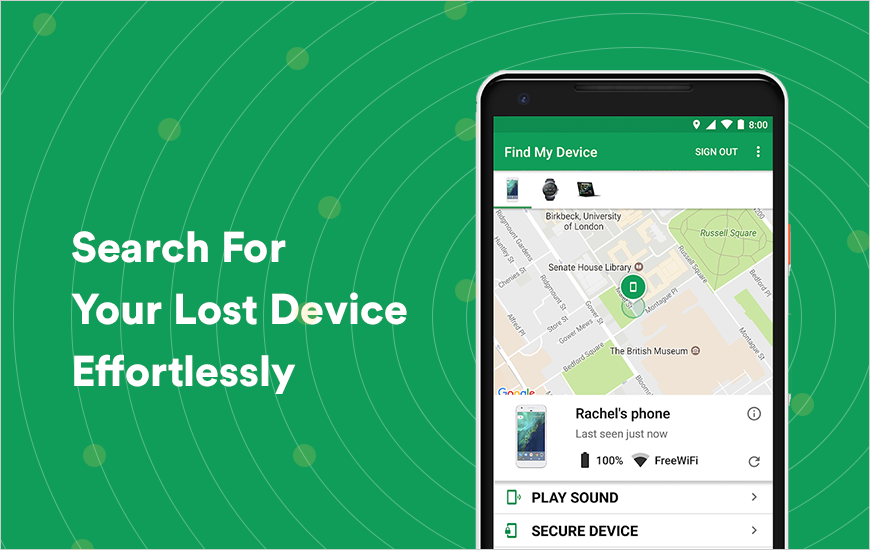 Search For
Your Lost Device
Effortlessly
8:00
Find My Device
SIGN OUT
Birkbeck, University
of London
Ridgmount Gardens
Huntley St
Chenies St
Ridgmount St
Alfred Pl
Store St
Gower St
Gower Mews
Bedford Square
Senate House Library
Malet St
Russell Square
Russell Square
Montague Pl
Bedford Pl
Montague St
The British Museum
Bloom
Google
Rachel's phone
Last seen just now
100%
FreeWiFi
PLAY SOUND
SECURE DEVICE